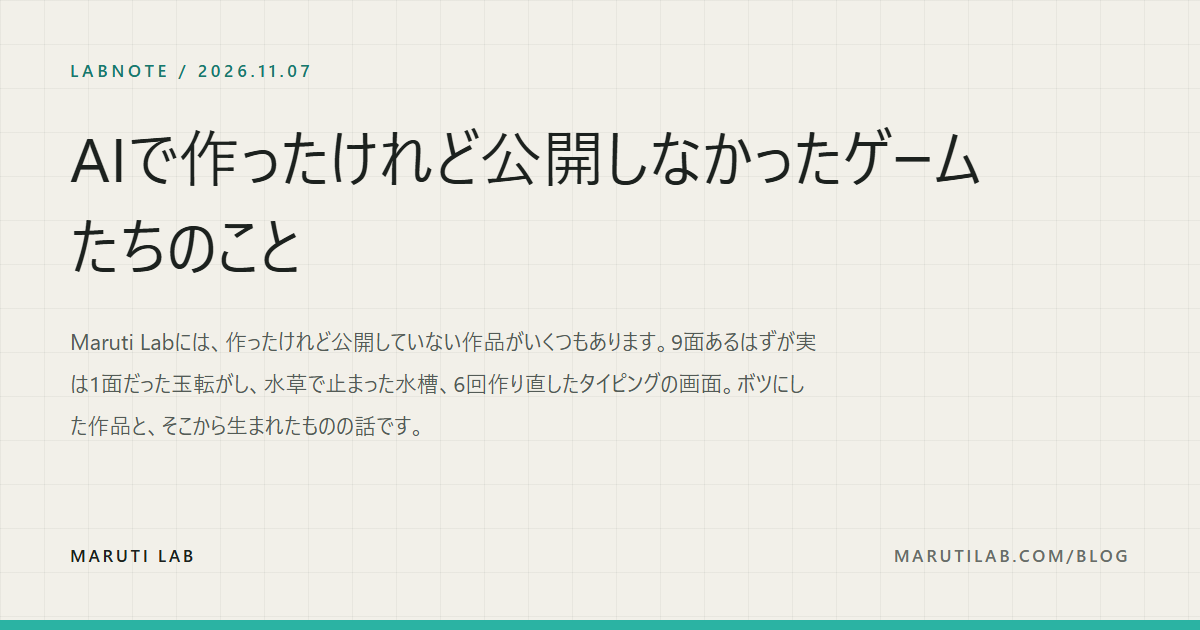 LABNOTE / 2026.11.07
AIで作ったけれど公開しなかったゲーム
たちのこと
Maruti Labには、作ったけれど公開していない作品がいくつもあります。9面あるはずが実
は1面だった玉転がし、水草で止まった水槽、6回作り直したタイピングの画面。ボツにし
た作品と、そこから生まれたものの話です。
MARUTI LAB
MARUTILAB.COM/BLOG